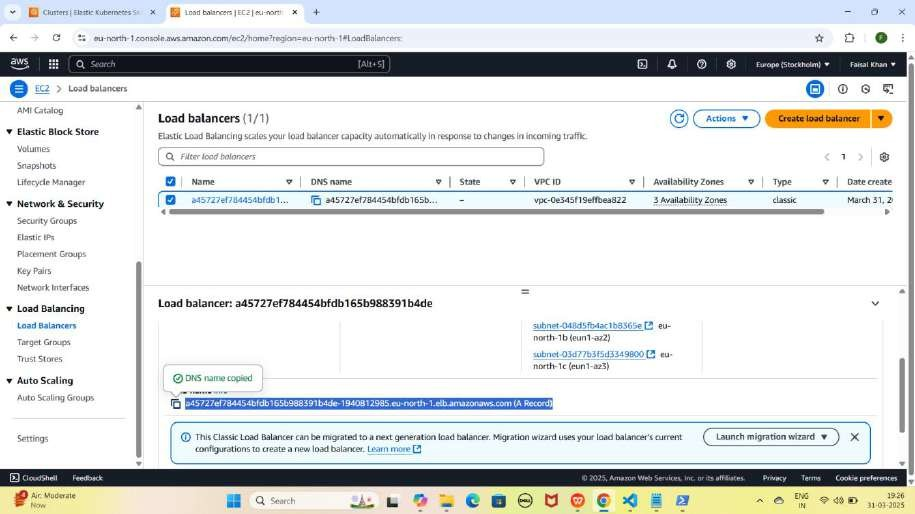 Clusters | Elastic Kubernetes Se
Load balancers | EC2 | eu-north-1
eu-north-1.console.aws.amazon.com/ec2/home?region=eu-north-1#LoadBalancers:
aws
Search
[Alt+S]
Europe (Stockholm)
Faisal Khan
EC2 > Load balancers
AMI Catalog
Elastic Block Store
Volumes
Snapshots
Lifecycle Manager
Network & Security
Security Groups
Elastic IPs
Placement Groups
Key Pairs
Network Interfaces
Load Balancing
Load Balancers
Target Groups
Trust Stores
Auto Scaling
Auto Scaling Groups
Settings
Load balancers (1/1)
Actions
Create load balancer
Elastic Load Balancing scales your load balancer capacity automatically in response to changes in incoming traffic.
Filter load balancers
1
Name
DNS name
State
VPC ID
Availability Zones
Type
Date create
a45727ef784454bfdb1...
a45727ef784454bfdb165b...
–
vpc-0e345f19effbea822
3 Availability Zones
classic
March 31, 2
Load balancer: a45727ef784454bfdb165b988391b4de
subnet-048d5fb4ac1b8365e eu-
north-1b (eun1-az2)
subnet-03d77b3f5d3349800 eu-
north-1c (eun1-az3)
DNS name copied
a45727ef784454bfdb165b988391b4de-1940812985.eu-north-1.elb.amazonaws.com (A Record)
This Classic Load Balancer can be migrated to a next generation load balancer. Migration wizard uses your load balancer's current
configurations to create a new load balancer. Learn more
Launch migration wizard
CloudShell
Feedback
© 2025, Amazon Web Services, Inc. or its affiliates.
Privacy
Terms
Cookie preferences
Air: Moderate
Now
Search
ENG
IN
19:26
31-03-2025